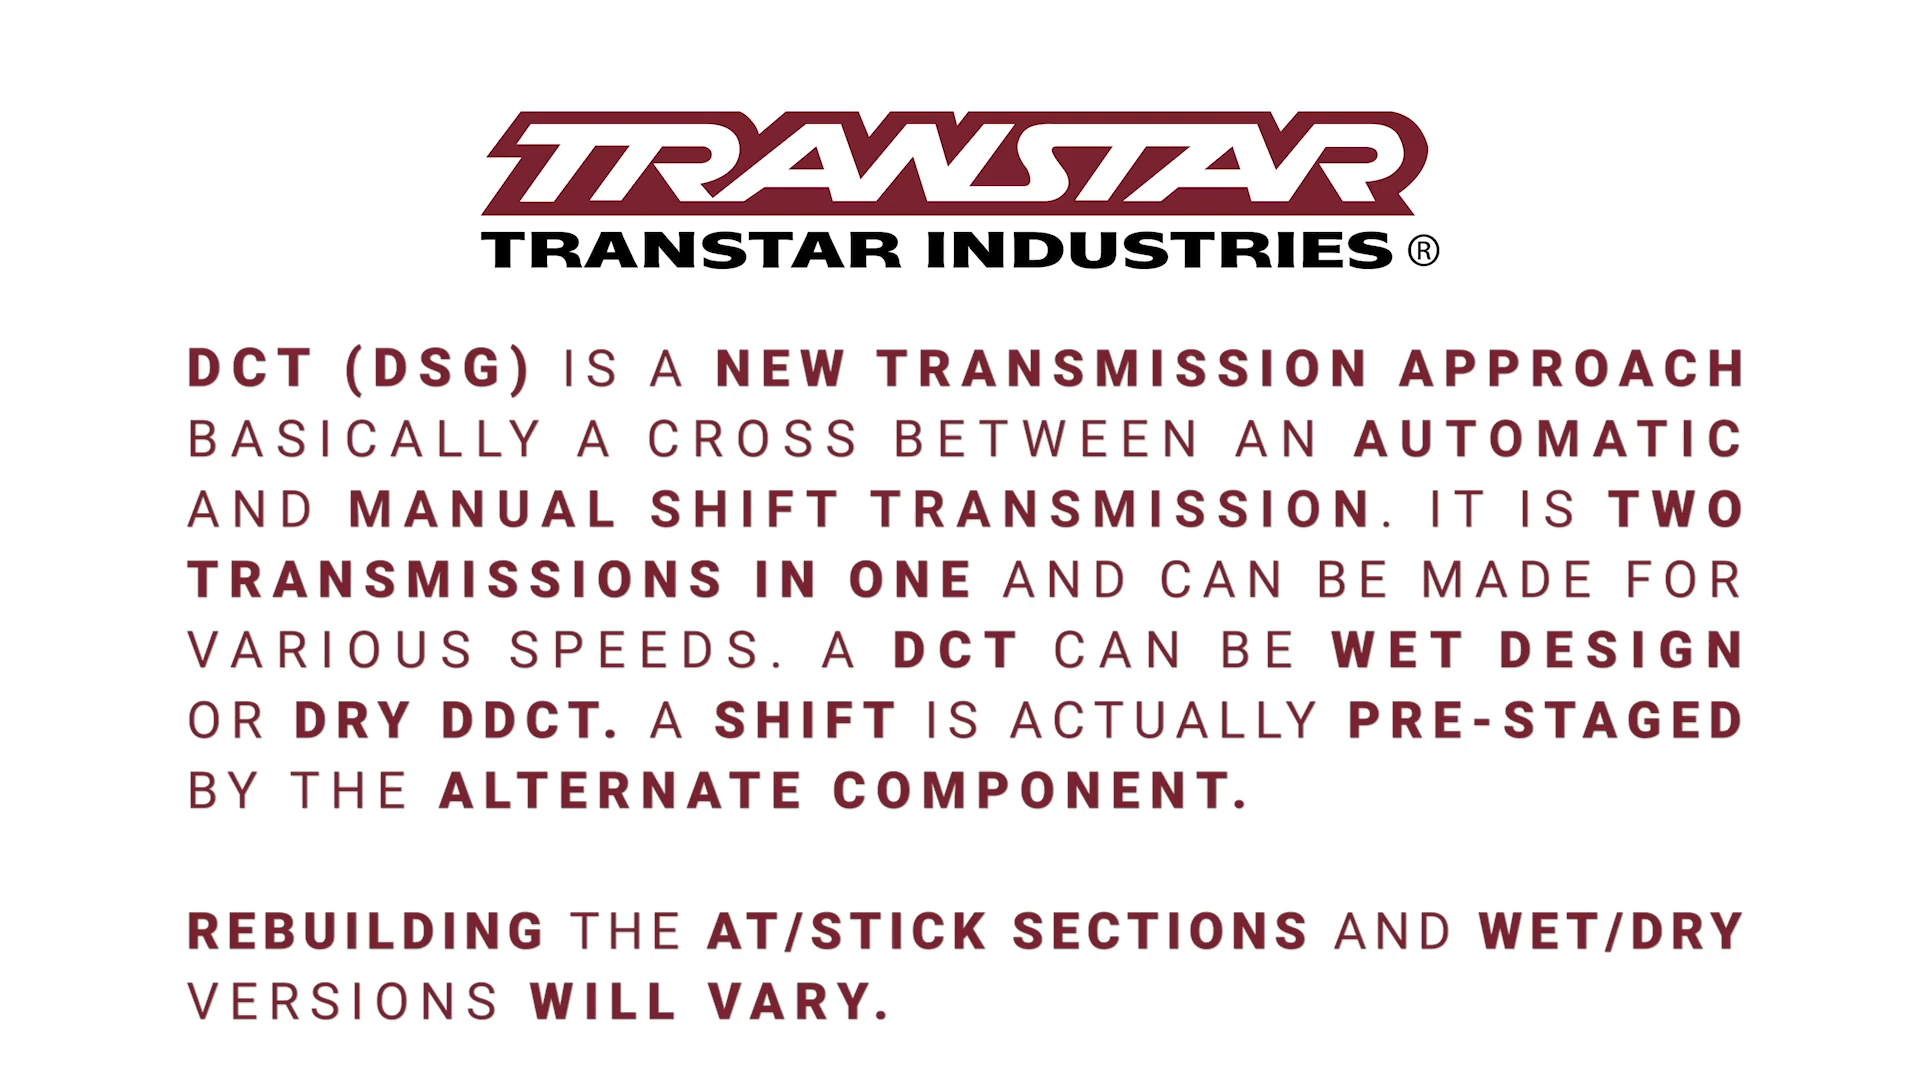 TRANSTAR
TRANSTAR INDUSTRIES ®
DCT (DSG) IS A NEW TRANSMISSION APPROACH
BASICALLY A CROSS BETWEEN AN AUTOMATIC
AND MANUAL SHIFT TRANSMISSION. IT IS TWO
TRANSMISSIONS IN ONE AND CAN BE MADE FOR
VARIOUS SPEEDS. A DCT CAN BE WET DESIGN
OR DRY DDCT. A SHIFT IS ACTUALLY PRE-STAGED
BY THE ALTERNATE COMPONENT.
REBUILDING THE AT/STICK SECTIONS AND WET/DRY
VERSIONS WILL VARY.